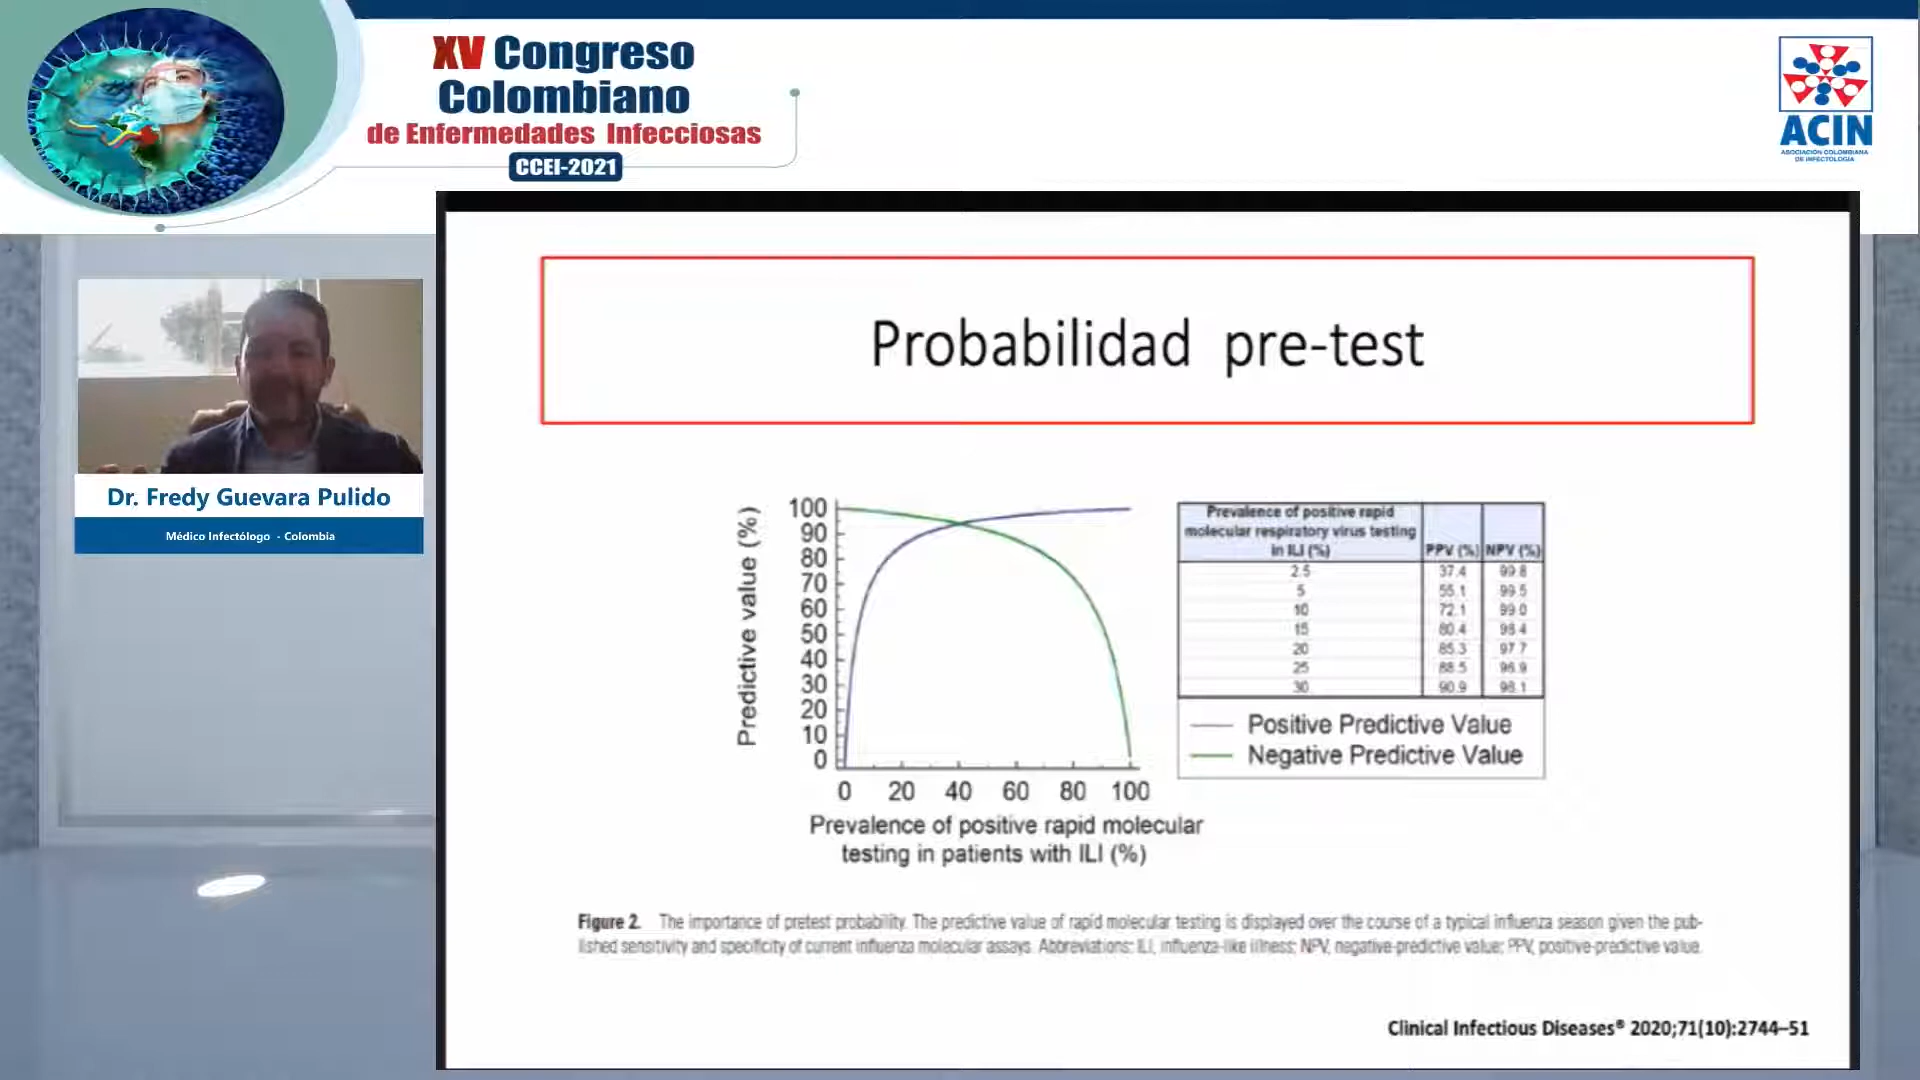 XV Congreso
Colombiano
de Enfermedades Infecciosas
CCEI-2021
ACIN
ASOCIACIÓN COLOMBIANA
DE INFECTOLOGÍA
Dr. Fredy Guevara Pulido
Médico Infectólogo - Colombia
Probabilidad pre-test
Predictive value (%)
100
90
80
70
60
50
40
30
20
10
0
0 20 40 60 80 100
Prevalence of positive rapid molecular
testing in patients with ILI (%)
Prevalence of positive rapid
molecular respiratory virus testing
in ILI (%) PPV (%) NPV (%)
2.5 37.4 99.8
5 55.1 99.5
10 72.1 99.0
15 80.4 98.4
20 85.3 97.7
25 88.5 96.9
30 90.9 96.1
Positive Predictive Value
Negative Predictive Value
Figure 2. The importance of pretest probability. The predictive value of rapid molecular testing is displayed over the course of a typical influenza season given the pub-
lished sensitivity and specificity of current influenza molecular assays. Abbreviations: ILI, influenza-like illness; NPV, negative-predictive value; PPV, positive-predictive value.
Clinical Infectious Diseases® 2020;71(10):2744–51